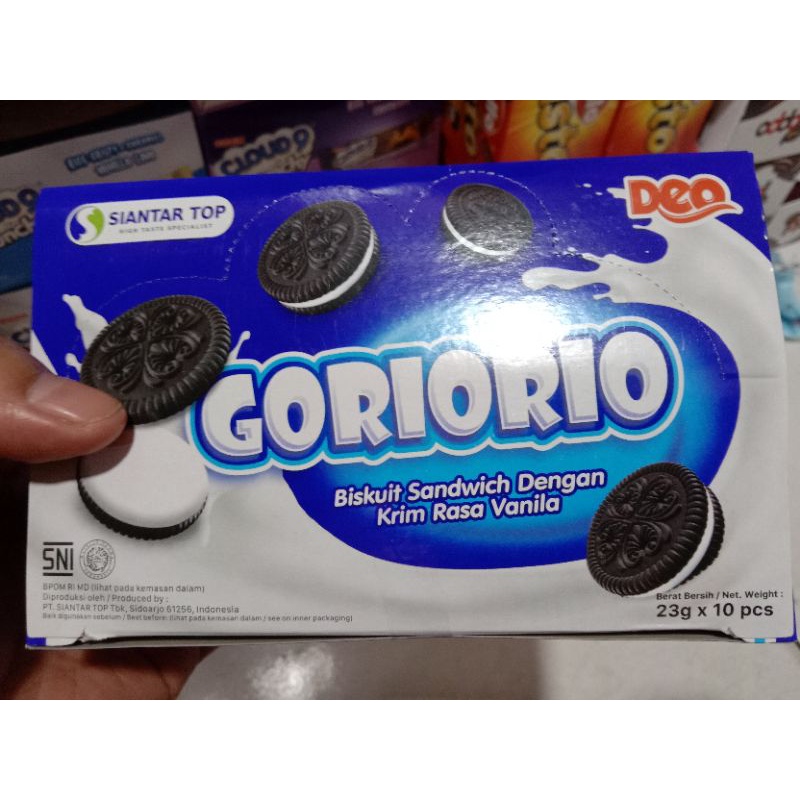 SIANTAR TOP
HIGH TASTE SPECIALIST
Deo
GORIORIO
Biskuit Sandwich Dengan
Krim Rasa Vanila
SNI
BPOM RI MD (lihat pada kemasan dalam)
Diproduksi oleh / Produced by :
PT. SIANTAR TOP Tbk, Sidoarjo 61256, Indonesia
Baik digunakan sebelum / Best before: (lihat pada kemasan dalam / see on inner packaging)
Berat Bersih / Net. Weight :
23g x 10 pcs
CLOUD 9